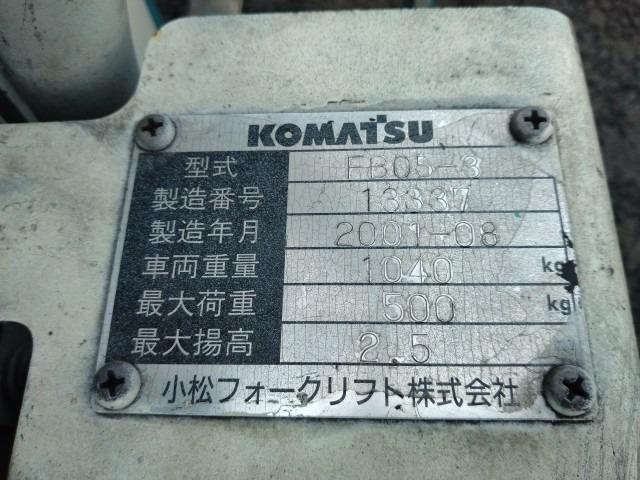 KOMATSU
型式 FB05-3
製造番号 13337
製造年月 2001-08
車両重量 1040 kg
最大荷重 500 kg
最大揚高 2.5
小松フォークリフト株式会社